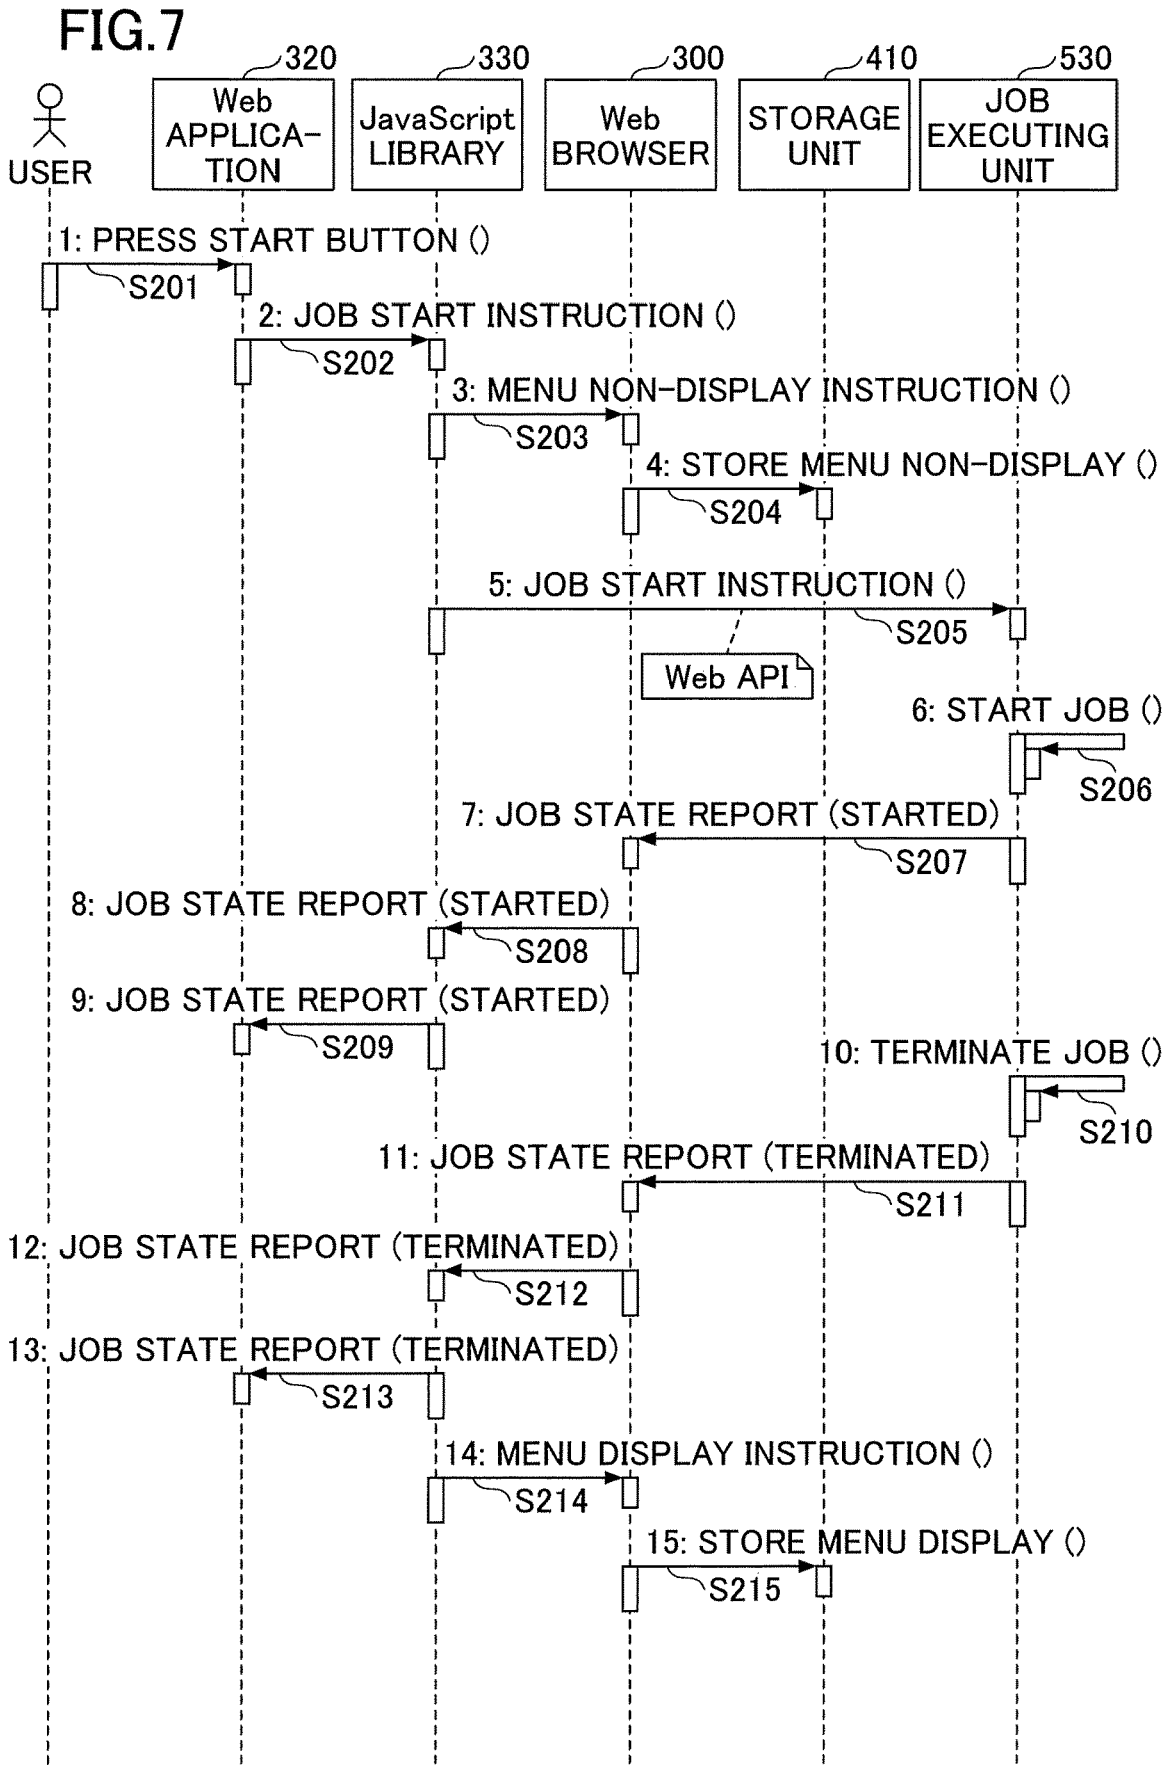 FIG.7
320
330
300
410
530
USER
Web
APPLICA-
TION
JavaScript
LIBRARY
Web
BROWSER
STORAGE
UNIT
JOB
EXECUTING
UNIT
1: PRESS START BUTTON ()
S201
2: JOB START INSTRUCTION ()
S202
3: MENU NON-DISPLAY INSTRUCTION ()
S203
4: STORE MENU NON-DISPLAY ()
S204
5: JOB START INSTRUCTION ()
S205
Web API
6: START JOB ()
S206
7: JOB STATE REPORT (STARTED)
S207
8: JOB STATE REPORT (STARTED)
S208
9: JOB STATE REPORT (STARTED)
S209
10: TERMINATE JOB ()
S210
11: JOB STATE REPORT (TERMINATED)
S211
12: JOB STATE REPORT (TERMINATED)
S212
13: JOB STATE REPORT (TERMINATED)
S213
14: MENU DISPLAY INSTRUCTION ()
S214
15: STORE MENU DISPLAY ()
S215